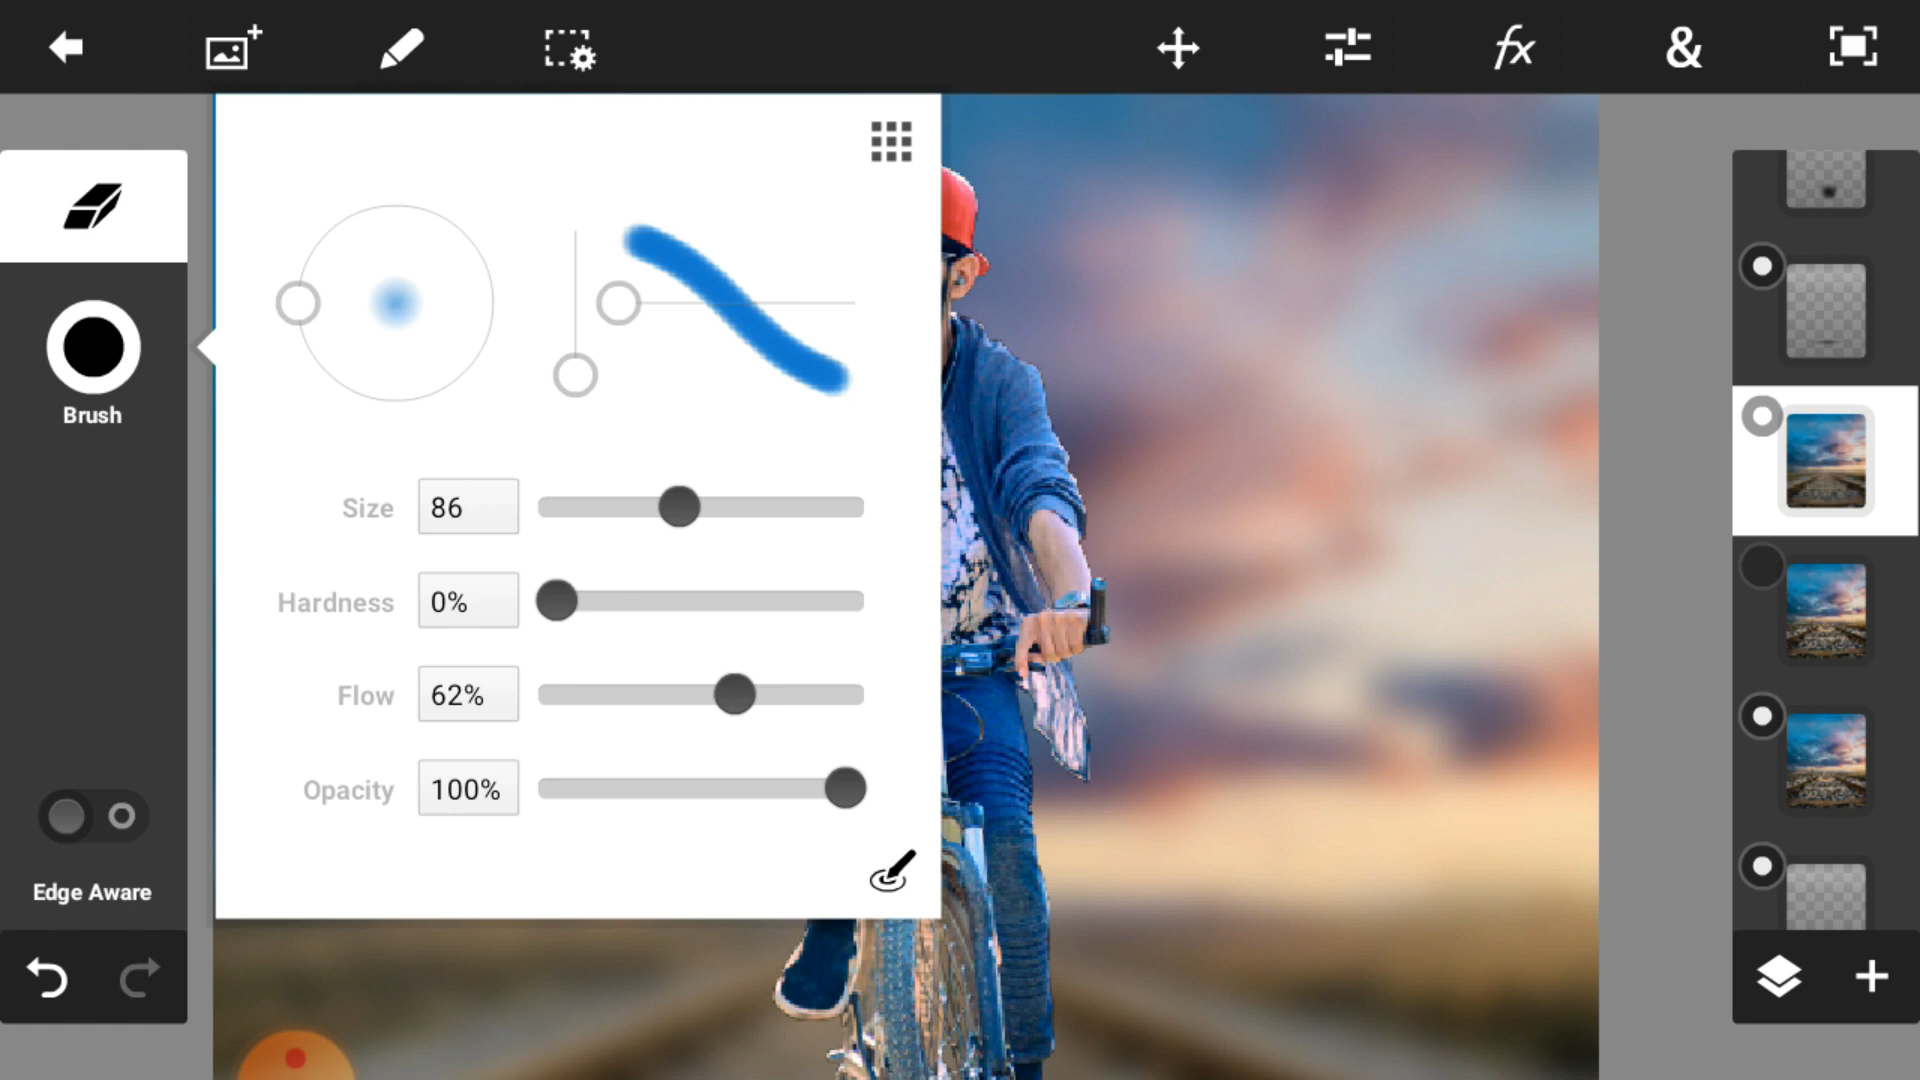 fx
&
Brush
Size 86
Hardness 0%
Flow 62%
Opacity 100%
Edge Aware